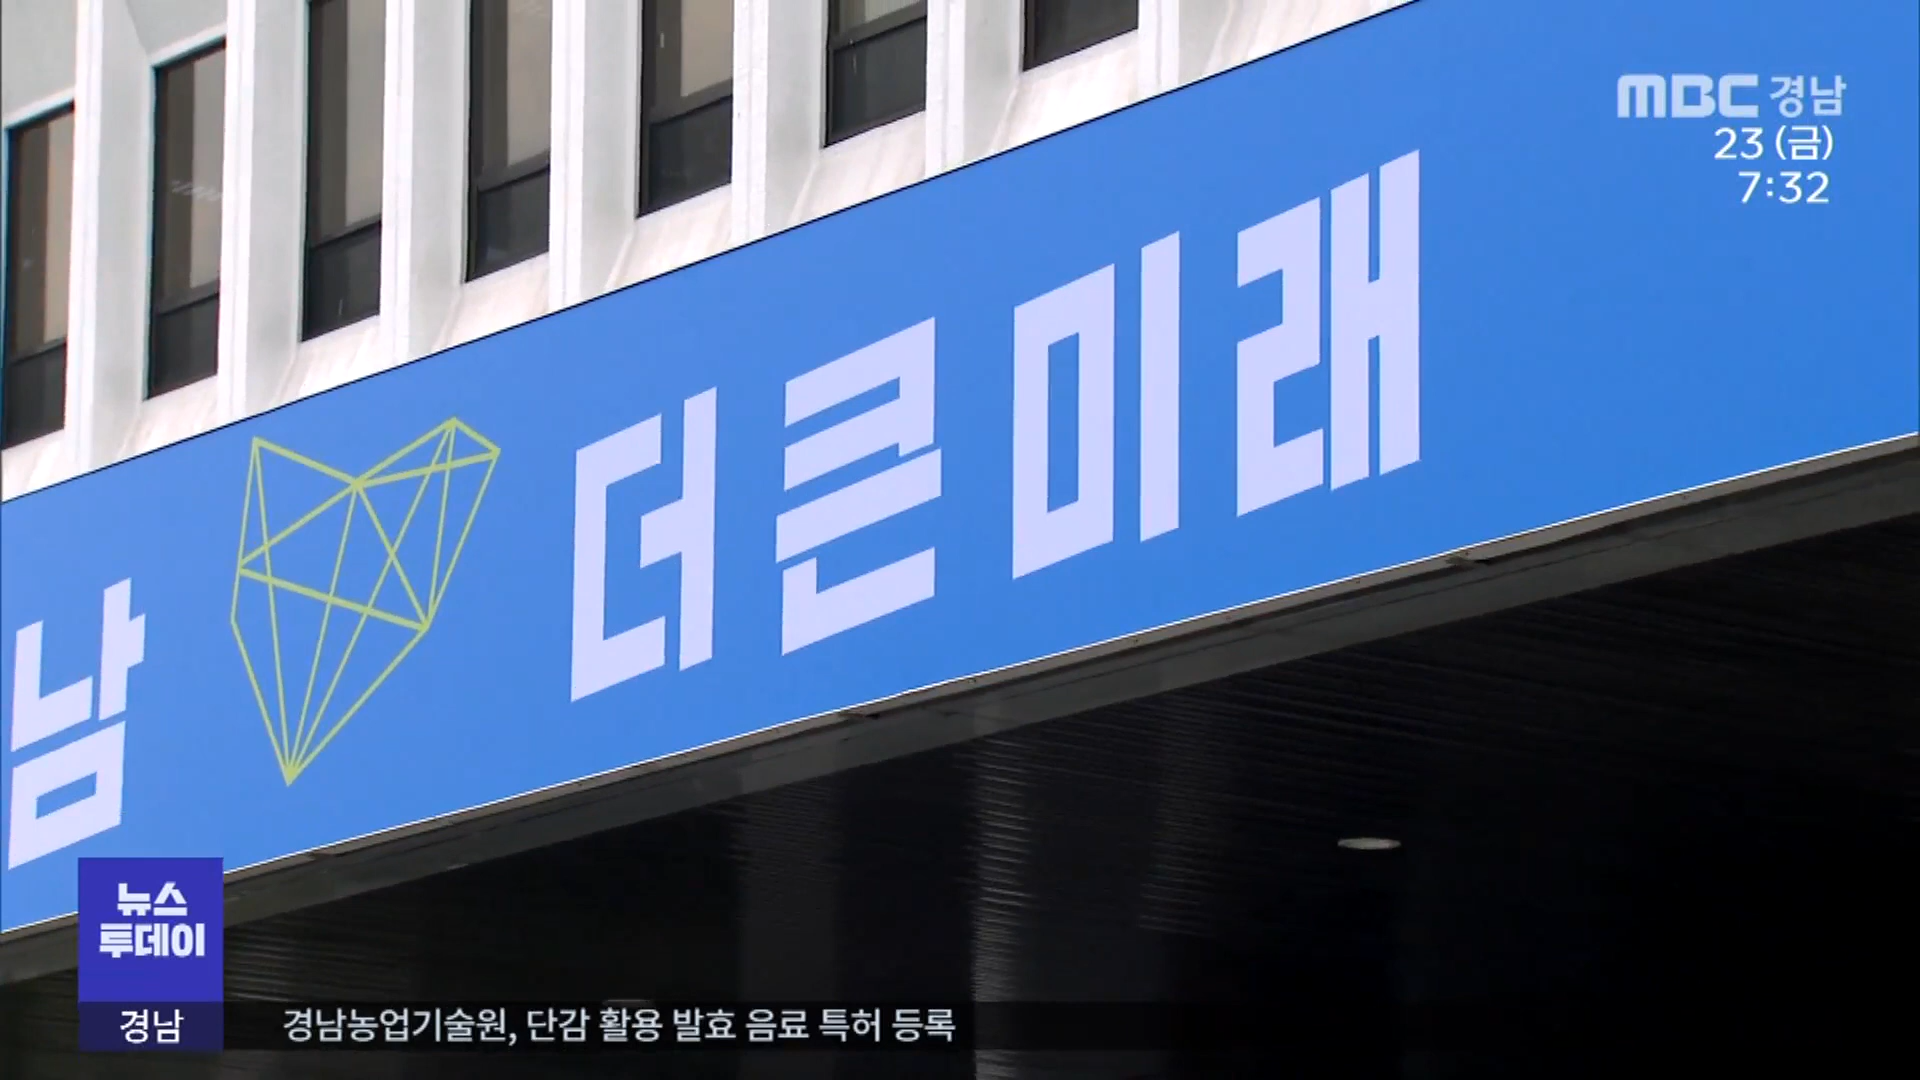 MBC 경남
23 (금)
7:32
남 더 큰 미래
뉴스
투데이
경남
경남농업기술원, 단감 활용 발효 음료 특허 등록